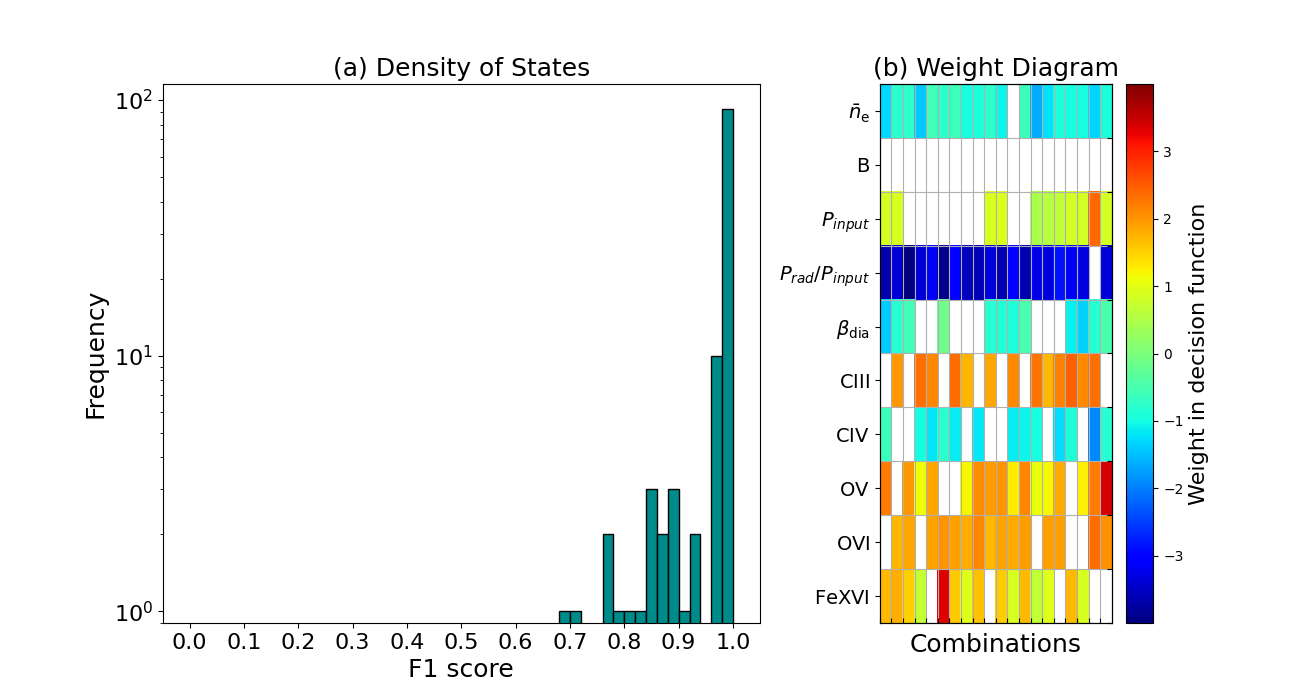 (a) Density of States
(b) Weight Diagram
Frequency
10²
10¹
10⁰
0.0 0.1 0.2 0.3 0.4 0.5 0.6 0.7 0.8 0.9 1.0
F1 score
n̄e
B
Pinput
Prad/Pinput
βdia
CIII
CIV
OV
OVI
FeXVI
Combinations
3
2
1
0
−1
−2
−3
Weight in decision function